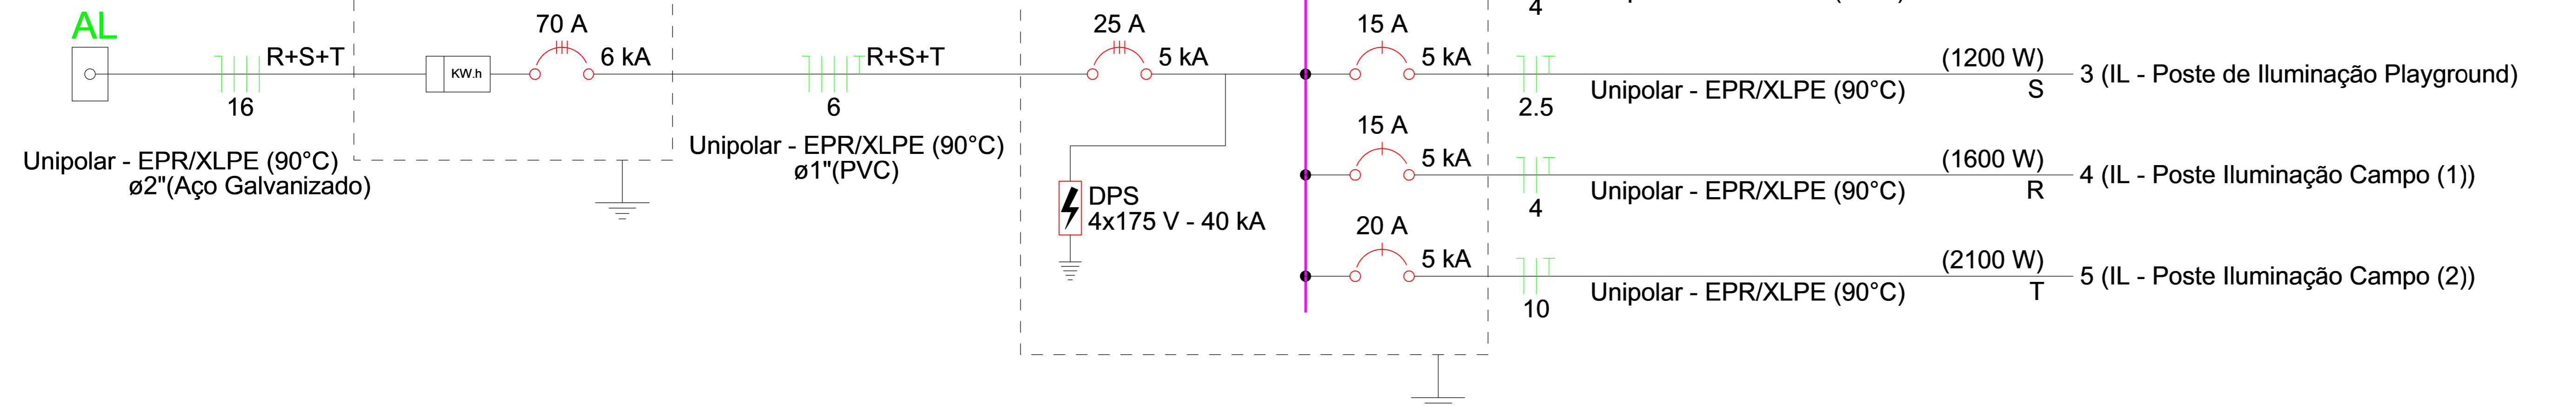 4
AL
70 A
25 A
15 A
R+S+T
KW.h
6 kA
R+S+T
5 kA
5 kA
(1200 W)
3 (IL - Poste de Iluminação Playground)
16
6
2.5
Unipolar - EPR/XLPE (90°C)
S
Unipolar - EPR/XLPE (90°C)
ø2"(Aço Galvanizado)
Unipolar - EPR/XLPE (90°C)
ø1"(PVC)
15 A
5 kA
(1600 W)
4 (IL - Poste Iluminação Campo (1))
4
Unipolar - EPR/XLPE (90°C)
R
DPS
4x175 V - 40 kA
20 A
5 kA
(2100 W)
5 (IL - Poste Iluminação Campo (2))
10
Unipolar - EPR/XLPE (90°C)
T